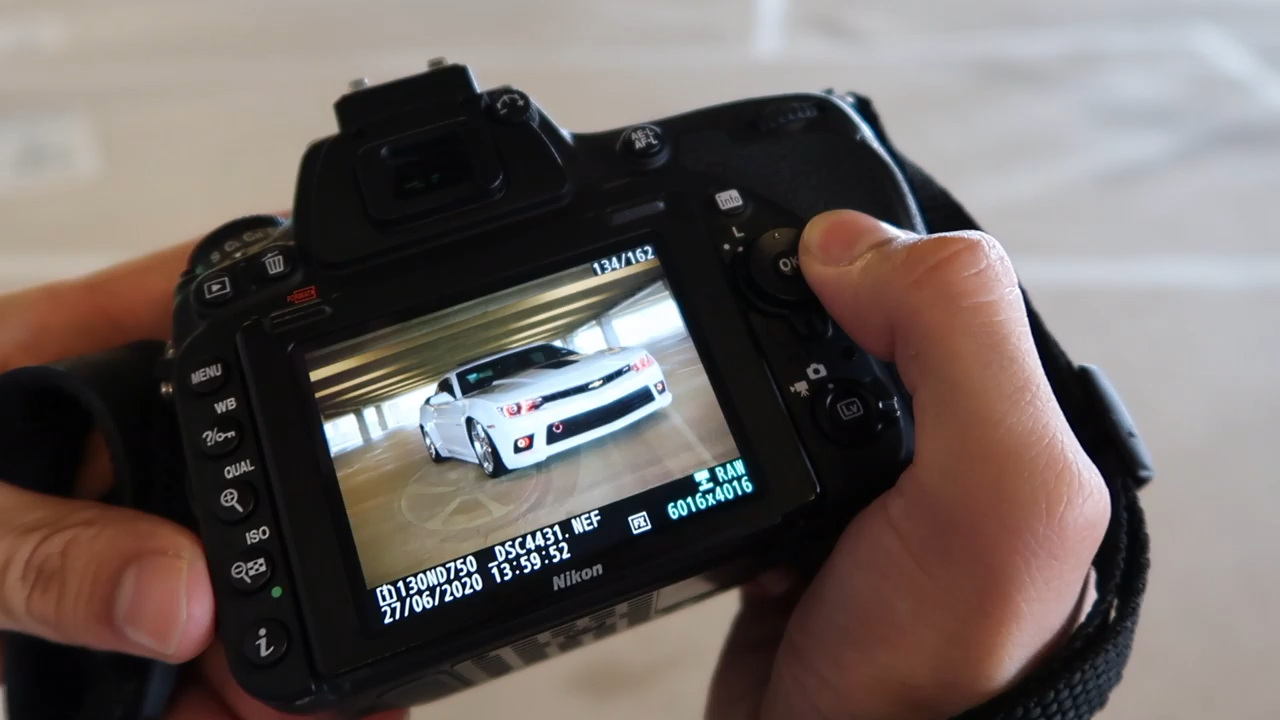 AE-L
AF-L
info
L
OK
134/162
MENU
WB
?/
QUAL
ISO
i
Lv
RAW
FX
6016x4016
1 130ND750 _DSC4431.NEF
27/06/2020 13:59:52
Nikon